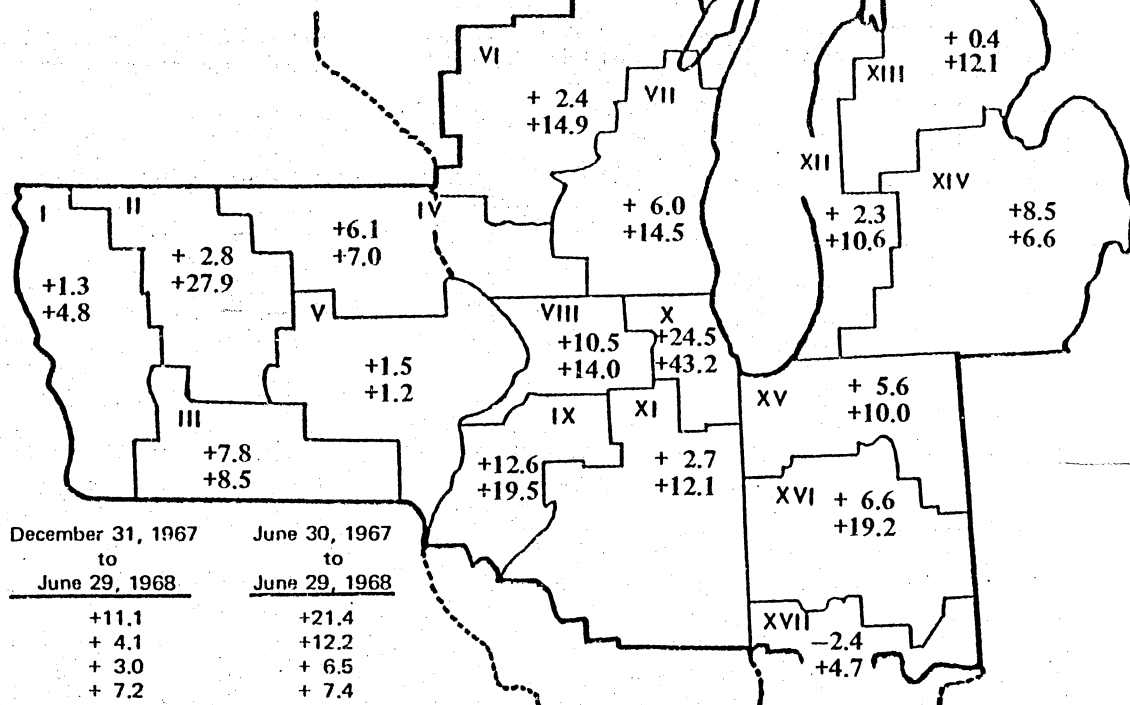 + 0.4
+12.1
VI
XIII
VII
+ 2.4
+14.9
XII
XIV
I
II
IV
+ 6.0
+14.5
+ 2.3
+10.6
+8.5
+6.6
+6.1
+7.0
+ 2.8
+27.9
+1.3
+4.8
V
VIII
X
+10.5
+14.0
+24.5
+43.2
+1.5
+1.2
XV
+ 5.6
+10.0
III
IX
XI
+7.8
+8.5
+12.6
+19.5
+ 2.7
+12.1
XVI
+ 6.6
+19.2
December 31, 1967
to
June 29, 1968
June 30, 1967
to
June 29, 1968
+11.1 +21.4
+ 4.1 +12.2
+ 3.0 + 6.5
+ 7.2 + 7.4
XVII
−2.4
+4.7